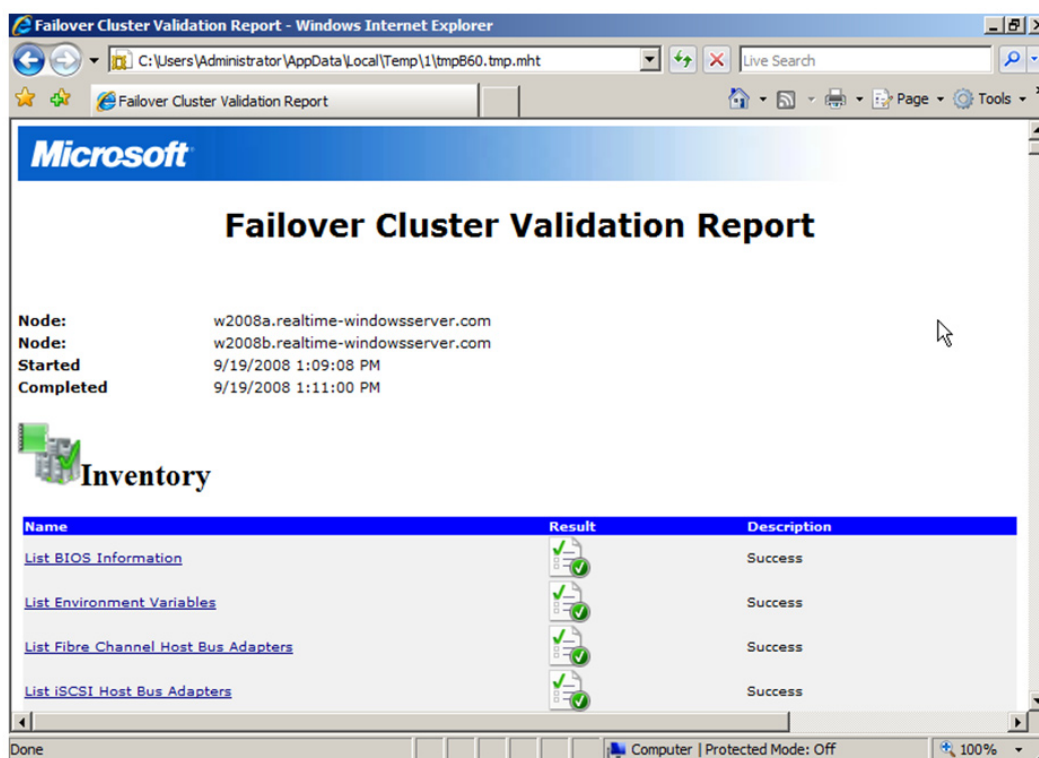 Failover Cluster Validation Report - Windows Internet Explorer
C:\Users\Administrator\AppData\Local\Temp\1\tmpB60.tmp.mht
Live Search
Failover Cluster Validation Report
Page
Tools
Microsoft
Failover Cluster Validation Report
Node: w2008a.realtime-windowsserver.com
Node: w2008b.realtime-windowsserver.com
Started 9/19/2008 1:09:08 PM
Completed 9/19/2008 1:11:00 PM
Inventory
Name Result Description
List BIOS Information Success
List Environment Variables Success
List Fibre Channel Host Bus Adapters Success
List iSCSI Host Bus Adapters Success
Done Computer | Protected Mode: Off 100%